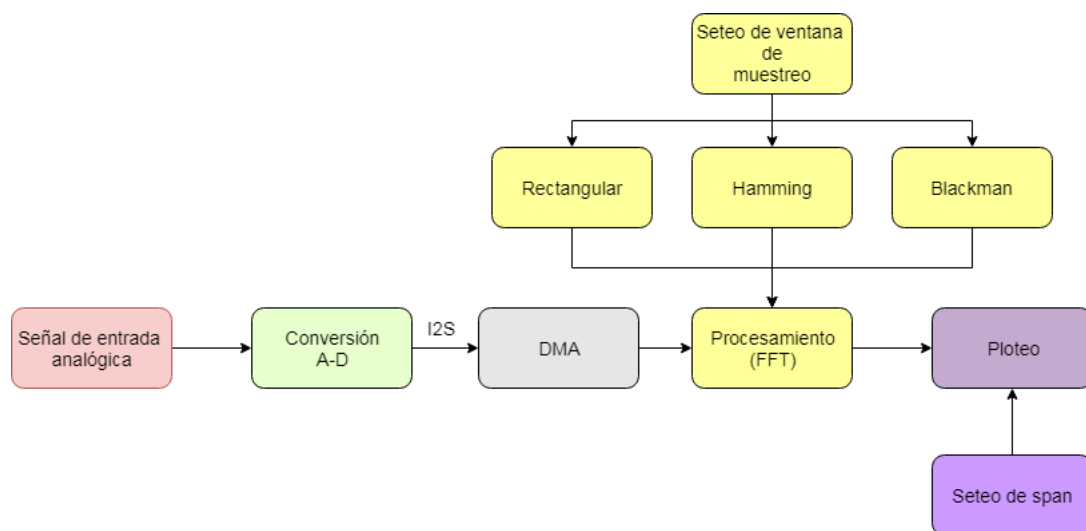 Seteo de ventana
de
muestreo
Rectangular
Hamming
Blackman
Señal de entrada
analógica
Conversión
A-D
I2S
DMA
Procesamiento
(FFT)
Ploteo
Seteo de span